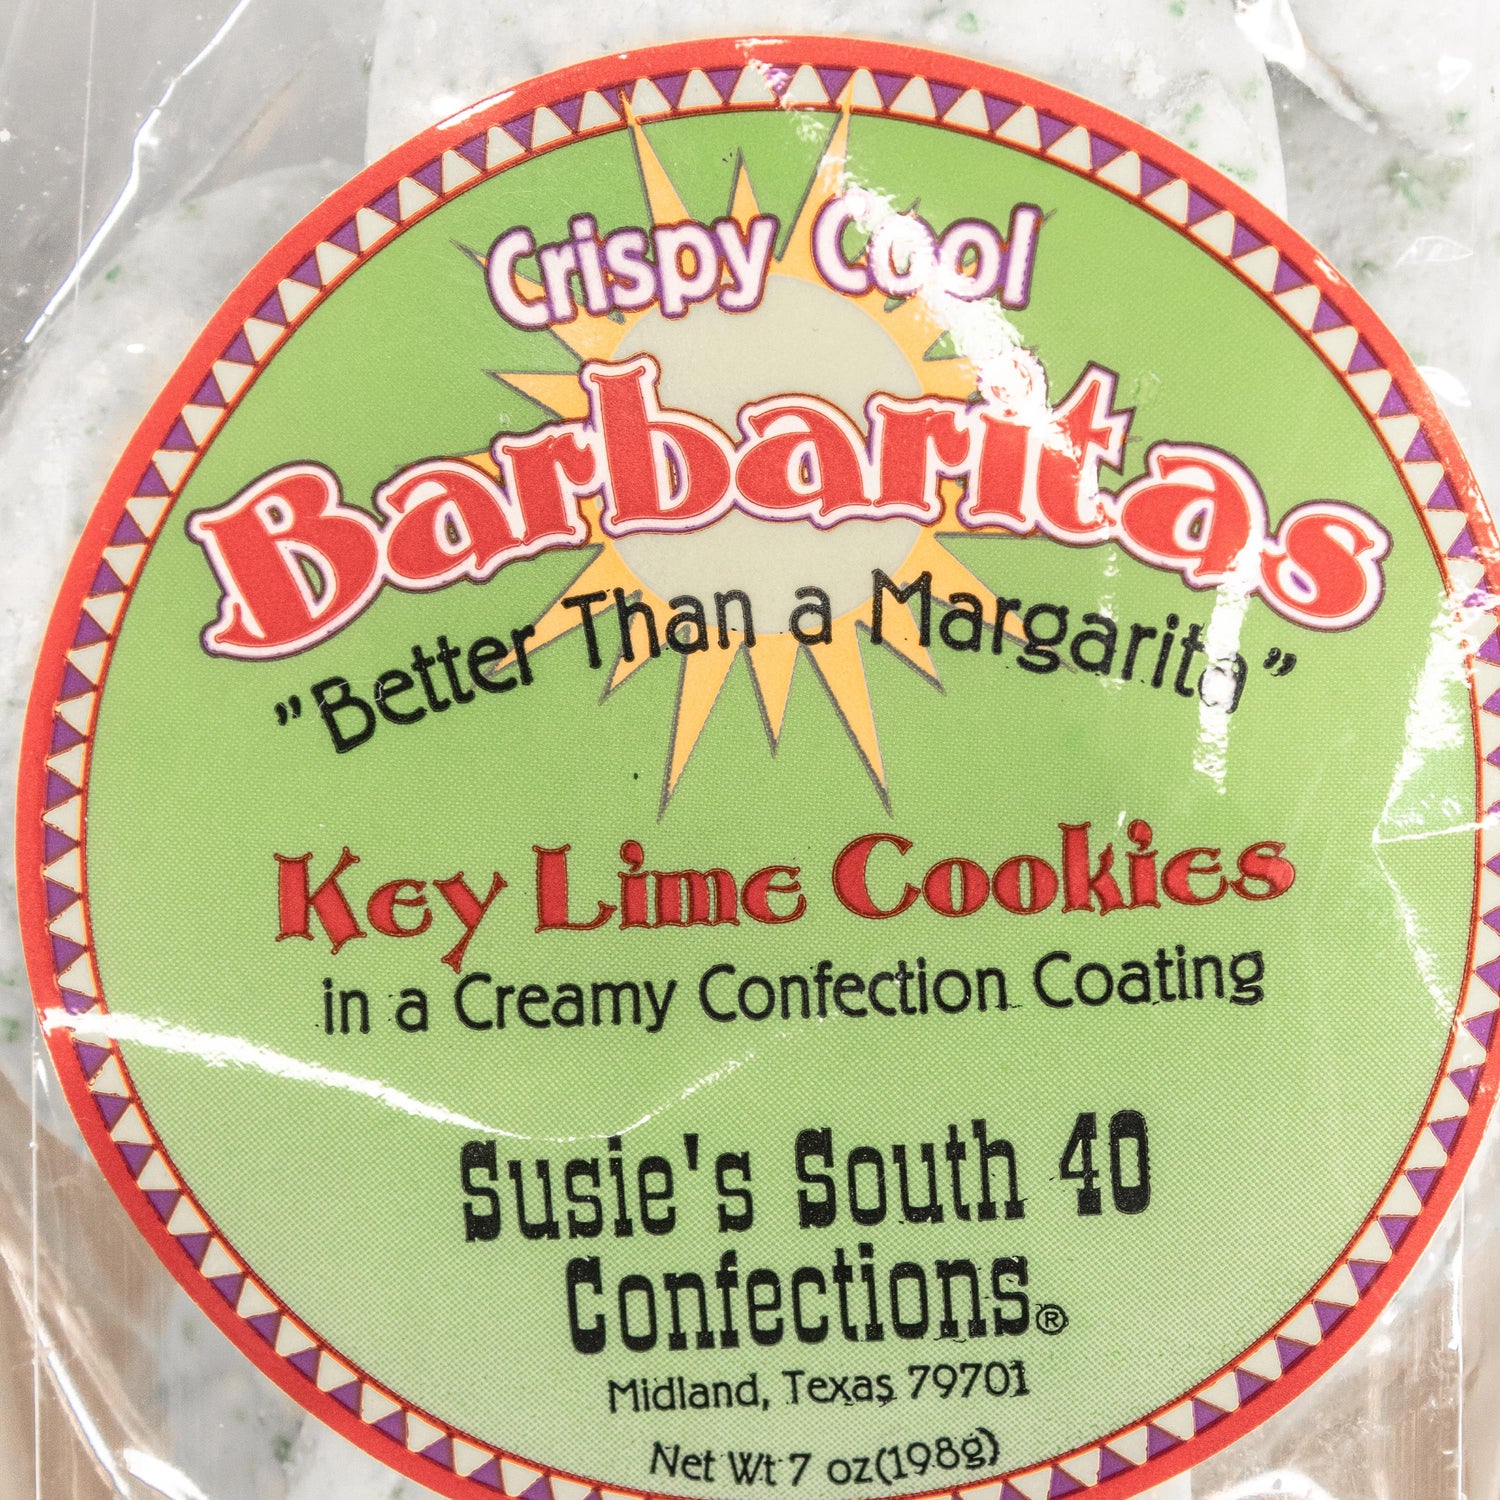 Crispy Cool
Barbaritas
"Better Than a Margarita"
Key Lime Cookies
in a Creamy Confection Coating
Susie's South 40
Confections®
Midland, Texas 79701
Net Wt 7 oz(198g)